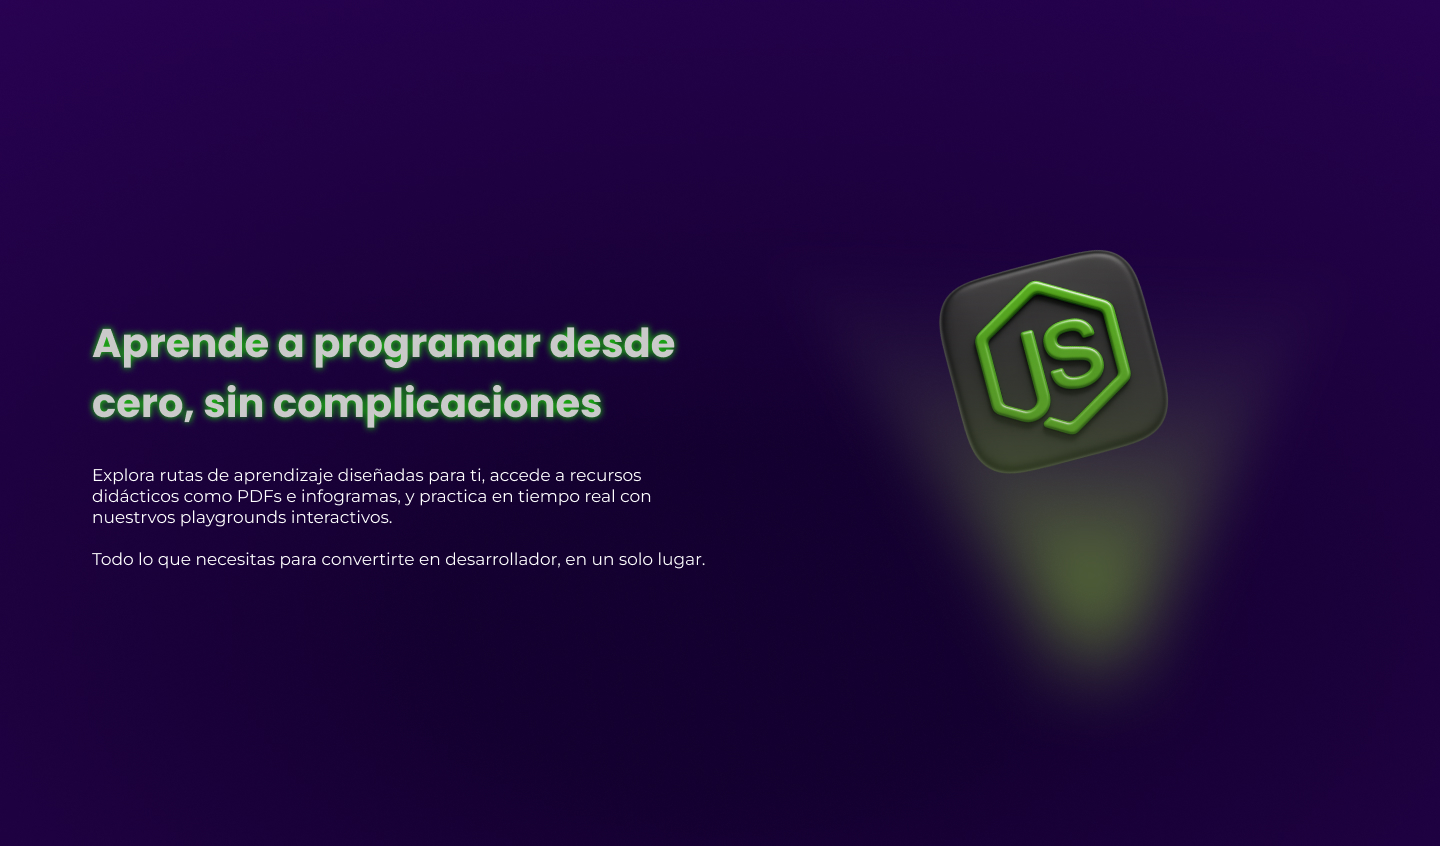 Aprende a programar desde
cero, sin complicaciones
Explora rutas de aprendizaje diseñadas para ti, accede a recursos
didácticos como PDFs e infogramas, y practica en tiempo real con
nuestrvos playgrounds interactivos.
Todo lo que necesitas para convertirte en desarrollador, en un solo lugar.
JS